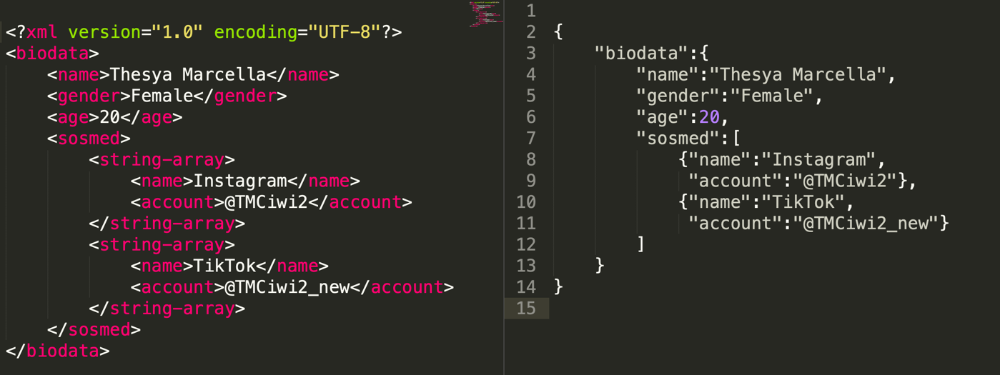 <?xml version="1.0" encoding="UTF-8"?>
<biodata>
    <name>Thesya Marcella</name>
    <gender>Female</gender>
    <age>20</age>
    <sosmed>
        <string-array>
            <name>Instagram</name>
            <account>@TMCiwi2</account>
        </string-array>
        <string-array>
            <name>TikTok</name>
            <account>@TMCiwi2_new</account>
        </string-array>
    </sosmed>
</biodata>
1
2 {
3     "biodata":{
4         "name":"Thesya Marcella",
5         "gender":"Female",
6         "age":20,
7         "sosmed":[
8             {"name":"Instagram",
9              "account":"@TMCiwi2"},
10             {"name":"TikTok",
11              "account":"@TMCiwi2_new"}
12         ]
13     }
14 }
15